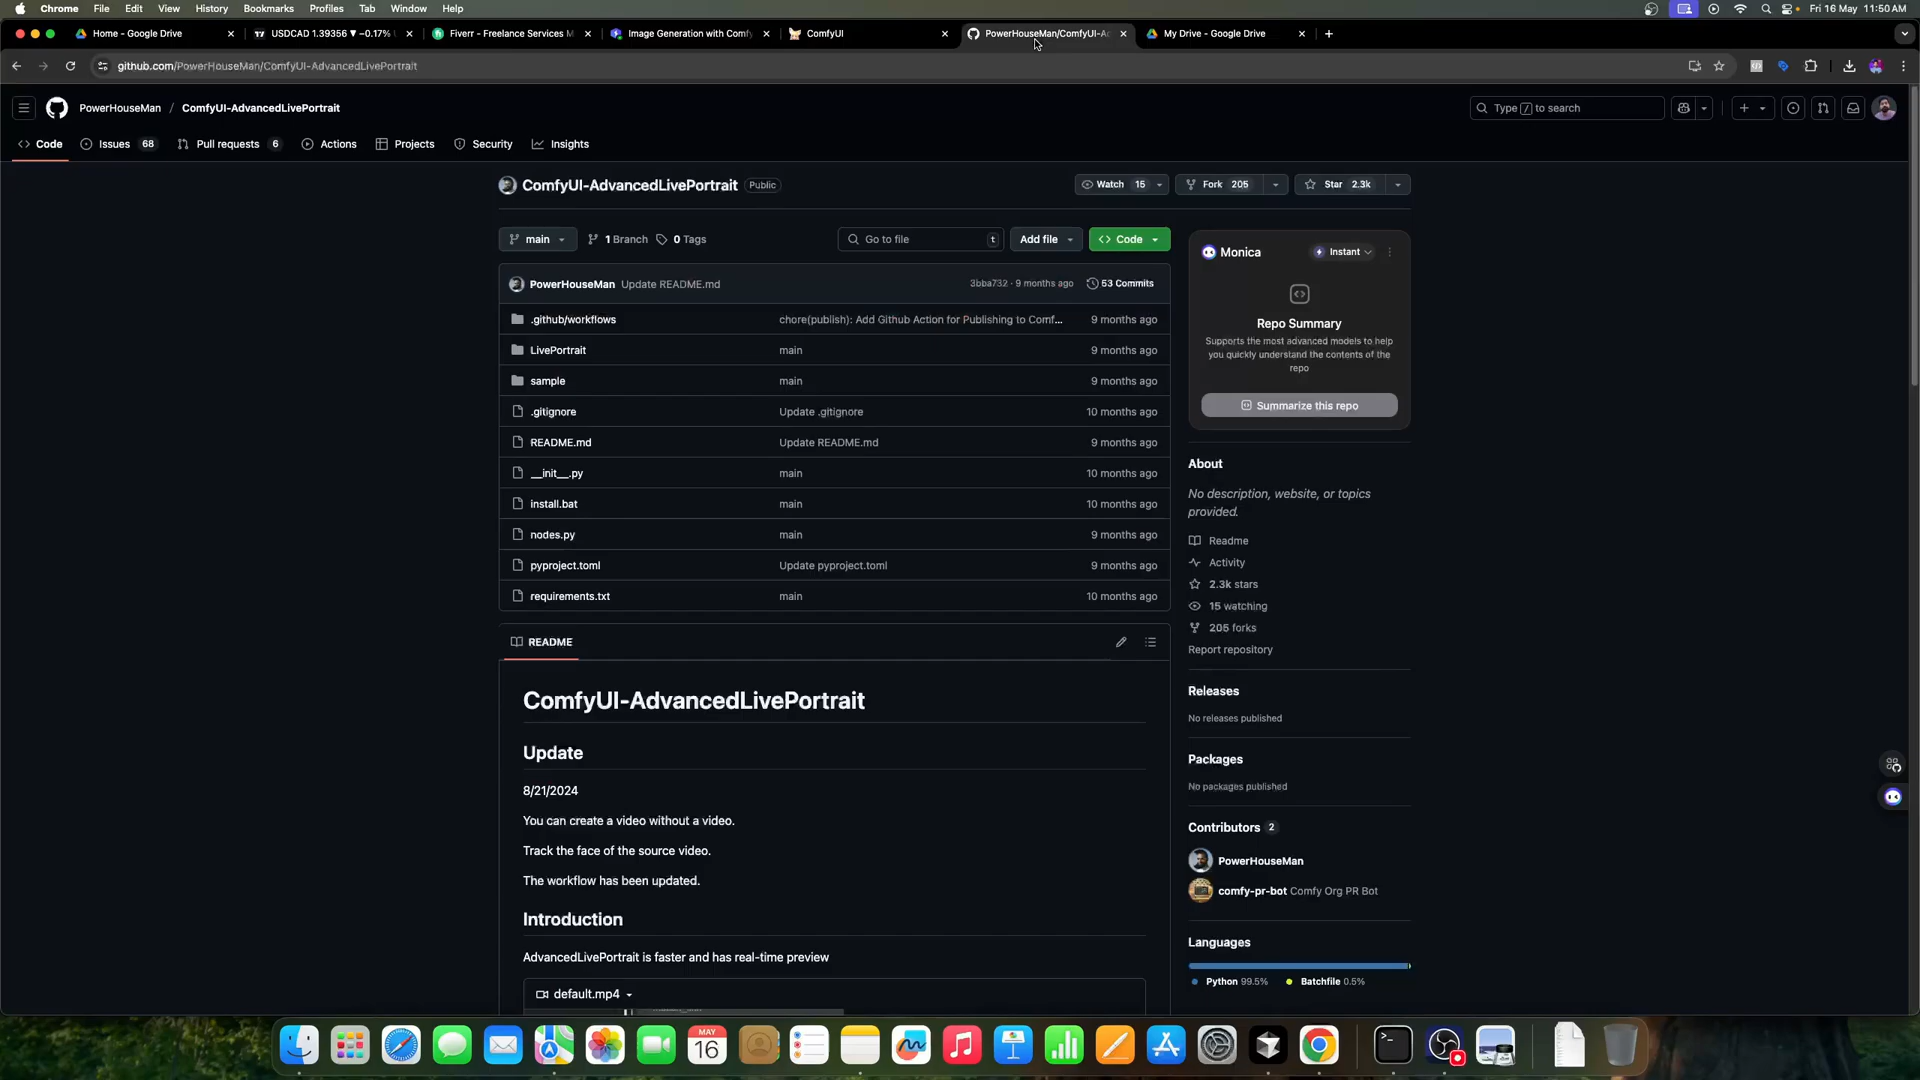 Chrome File Edit View History Bookmarks Profiles Tab Window Help Fri 16 May 11:50 AM
Home - Google Drive USDCAD 1.39356 ▼ −0.17% Fiverr - Freelance Services Image Generation with Comfy ComfyUI PowerHouseMan/ComfyUI-A My Drive - Google Drive
github.com/PowerHouseMan/ComfyUI-AdvancedLivePortrait
PowerHouseMan / ComfyUI-AdvancedLivePortrait
Type / to search
Code Issues 68 Pull requests 6 Actions Projects Security Insights
ComfyUI-AdvancedLivePortrait Public
Watch 15 Fork 205 Star 2.3k
main 1 Branch 0 Tags Go to file t Add file Code
PowerHouseMan Update README.md 3bba732 · 9 months ago 53 Commits
.github/workflows chore(publish): Add Github Action for Publishing to Comf... 9 months ago
LivePortrait main 9 months ago
sample main 9 months ago
.gitignore Update .gitignore 10 months ago
README.md Update README.md 9 months ago
__init__.py main 10 months ago
install.bat main 10 months ago
nodes.py main 9 months ago
pyproject.toml Update pyproject.toml 9 months ago
requirements.txt main 10 months ago
README
ComfyUI-AdvancedLivePortrait
Update
8/21/2024
You can create a video without a video.
Track the face of the source video.
The workflow has been updated.
Introduction
AdvancedLivePortrait is faster and has real-time preview
default.mp4
Monica Instant
Repo Summary
Supports the most advanced models to help
you quickly understand the contents of the
repo
Summarize this repo
About
No description, website, or topics
provided.
Readme
Activity
2.3k stars
15 watching
205 forks
Report repository
Releases
No releases published
Packages
No packages published
Contributors 2
PowerHouseMan
comfy-pr-bot Comfy Org PR Bot
Languages
Python 99.5% Batchfile 0.5%
MAY
16